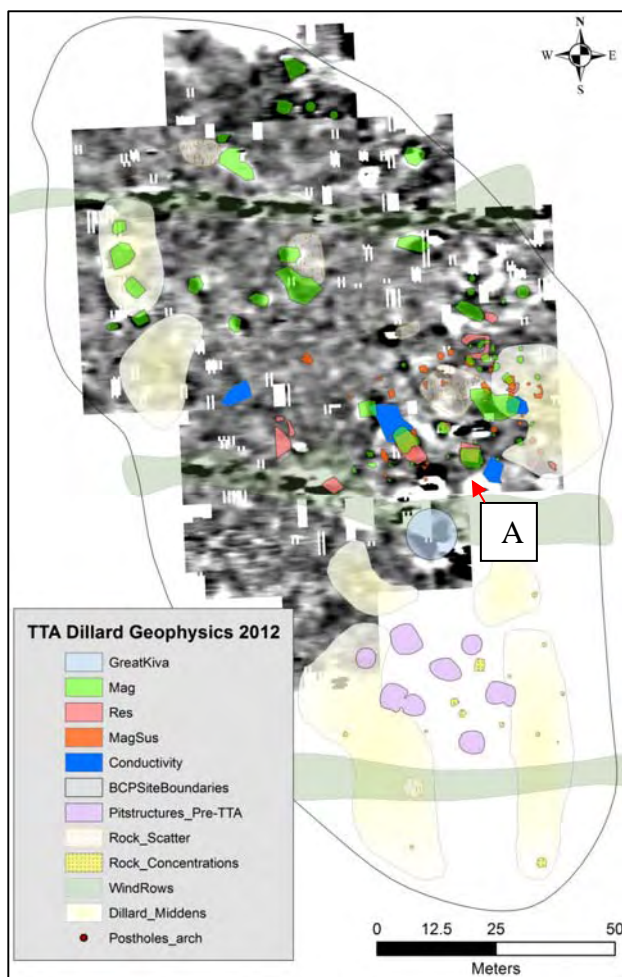 N
W E
S
A
TTA Dillard Geophysics 2012
GreatKiva
Mag
Res
MagSus
Conductivity
BCPSiteBoundaries
Pitstructures_Pre-TTA
Rock_Scatter
Rock_Concentrations
WindRows
Dillard_Middens
Postholes_arch
0 12.5 25 50
Meters